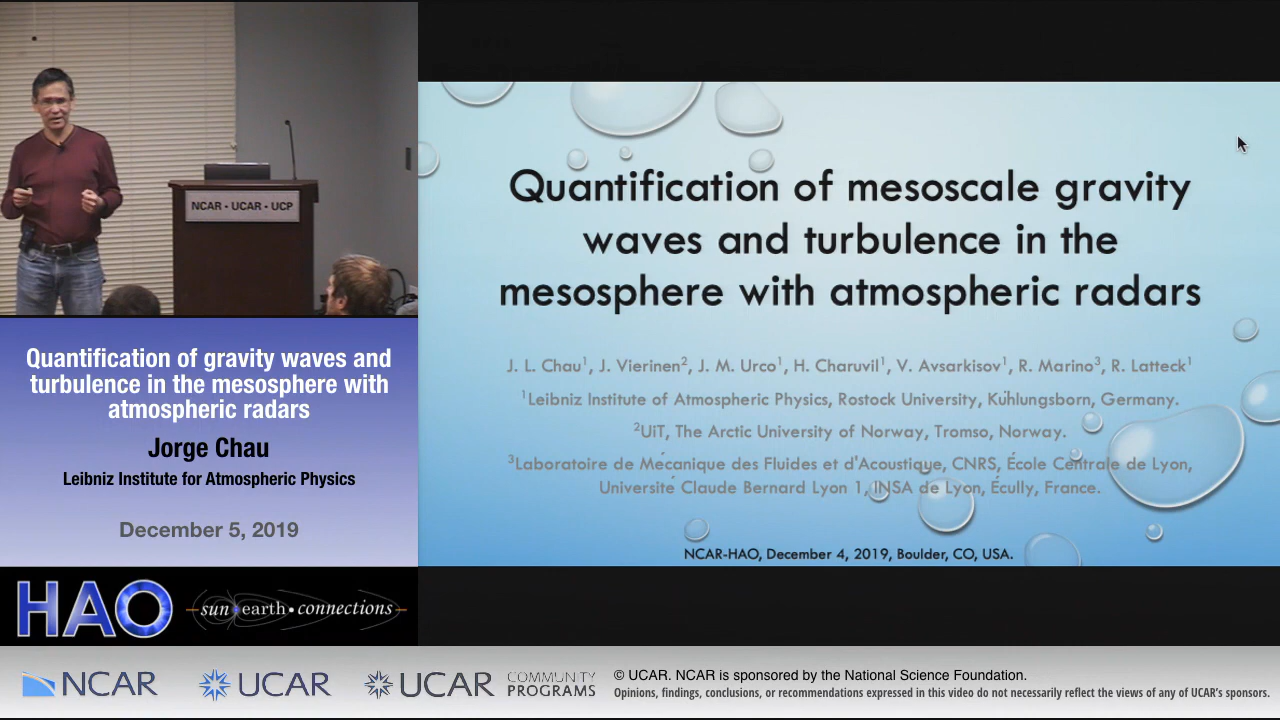 NCAR • UCAR • UCP
Quantification of gravity waves and
turbulence in the mesosphere with
atmospheric radars
Jorge Chau
Leibniz Institute for Atmospheric Physics
December 5, 2019
HAO
sun•earth•connections
Quantification of mesoscale gravity
waves and turbulence in the
mesosphere with atmospheric radars
J. L. Chau¹, J. Vierinen², J. M. Urco¹, H. Charuvil¹, V. Avsarkisov¹, R. Marino³, R. Latteck¹
¹Leibniz Institute of Atmospheric Physics, Rostock University, Kühlungsborn, Germany.
²UiT, The Arctic University of Norway, Tromso, Norway.
³Laboratoire de Mécanique des Fluides et d'Acoustique, CNRS, École Centrale de Lyon,
Université Claude Bernard Lyon 1, INSA de Lyon, Écully, France.
NCAR-HAO, December 4, 2019, Boulder, CO, USA.
NCAR
UCAR
UCAR
COMMUNITY
PROGRAMS
© UCAR. NCAR is sponsored by the National Science Foundation.
Opinions, findings, conclusions, or recommendations expressed in this video do not necessarily reflect the views of any of UCAR's sponsors.